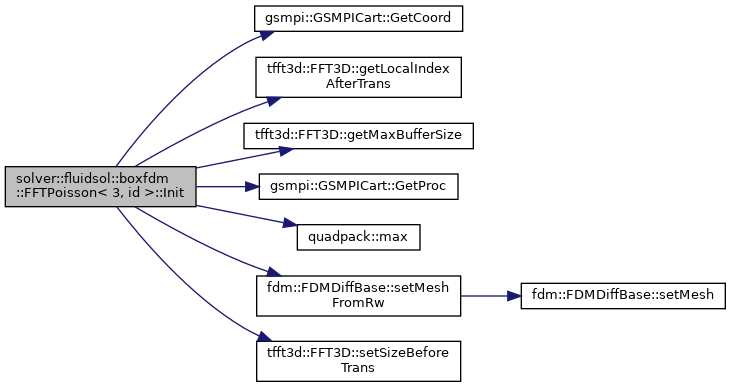 gsmpi::GSMPICart::GetCoord
tfft3d::FFT3D::getLocalIndex
AfterTrans
tfft3d::FFT3D::getMaxBufferSize
solver::fluidsol::boxfdm
::FFTPoisson< 3, id >::Init
gsmpi::GSMPICart::GetProc
quadpack::max
fdm::FDMDiffBase::setMesh
FromRw
fdm::FDMDiffBase::setMesh
tfft3d::FFT3D::setSizeBefore
Trans